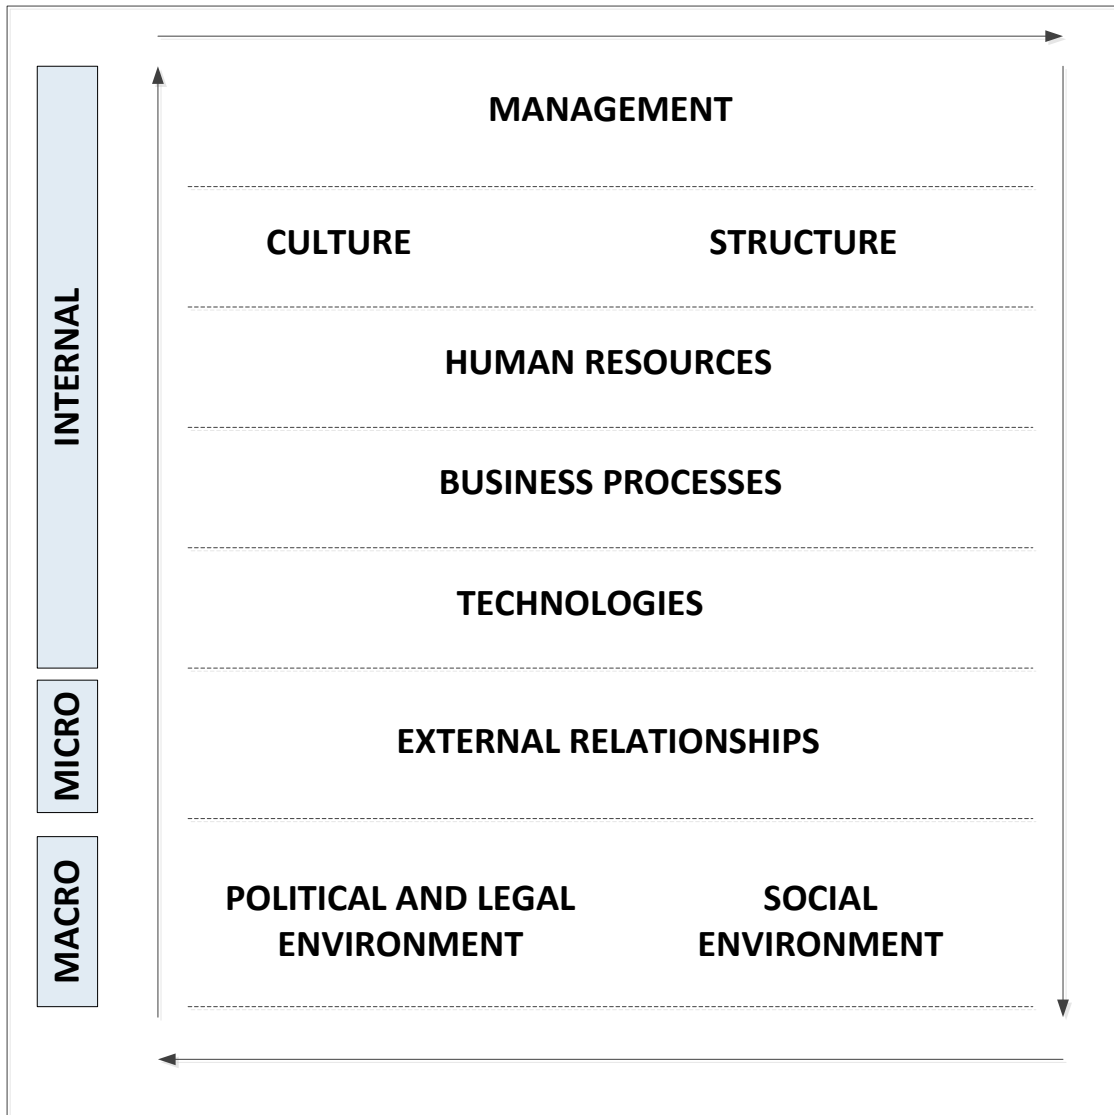 INTERNAL
MANAGEMENT
CULTURE
STRUCTURE
HUMAN RESOURCES
BUSINESS PROCESSES
TECHNOLOGIES
MICRO
EXTERNAL RELATIONSHIPS
MACRO
POLITICAL AND LEGAL
ENVIRONMENT
SOCIAL
ENVIRONMENT